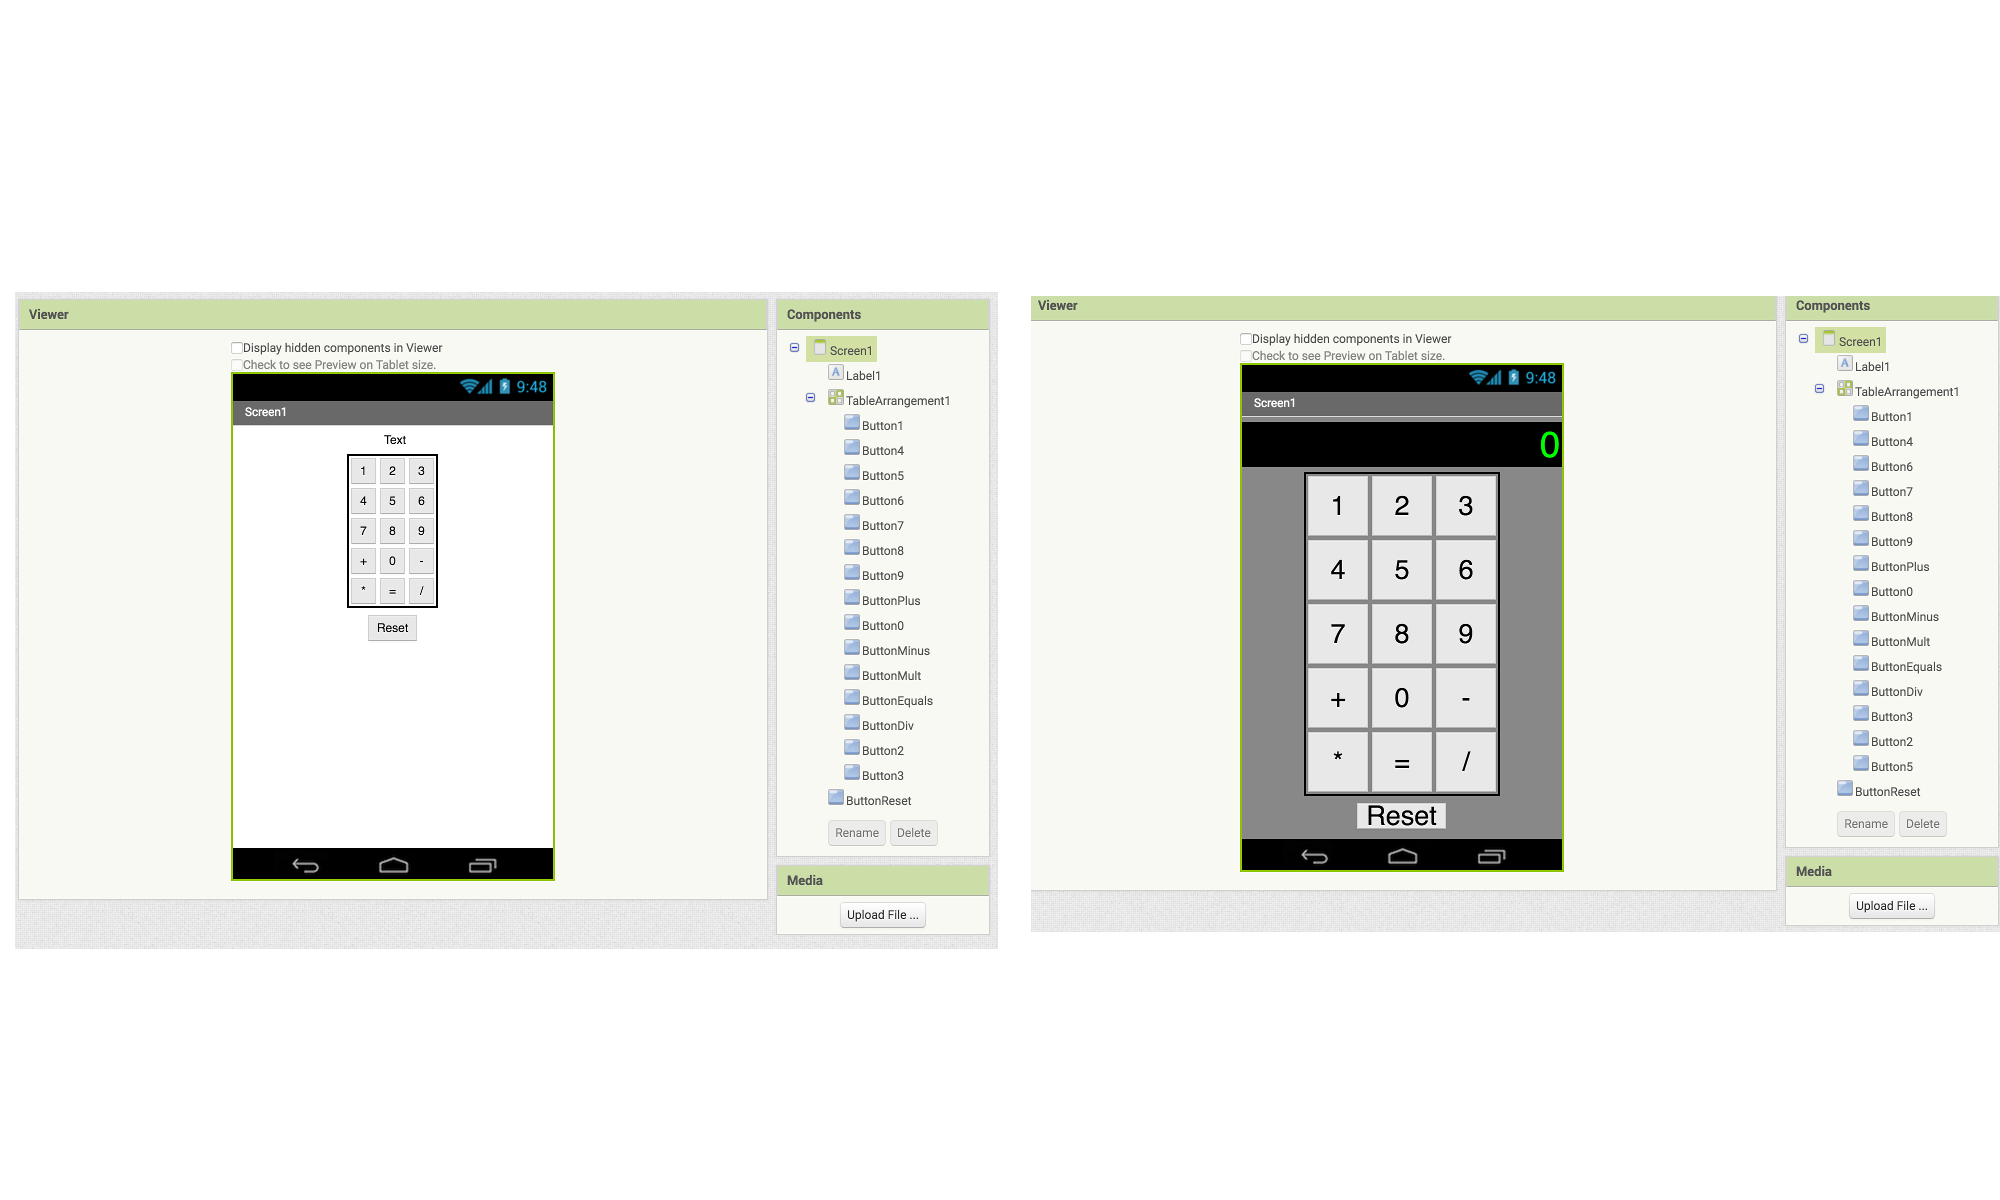 Viewer
Display hidden components in Viewer
Check to see Preview on Tablet size.
9:48
Screen1
Text
1 2 3
4 5 6
7 8 9
+ 0 -
* = /
Reset
Components
Screen1
A Label1
TableArrangement1
Button1
Button4
Button5
Button6
Button7
Button8
Button9
ButtonPlus
Button0
ButtonMinus
ButtonMult
ButtonEquals
ButtonDiv
Button2
Button3
ButtonReset
Rename Delete
Media
Upload File ...
Viewer
Display hidden components in Viewer
Check to see Preview on Tablet size.
9:48
Screen1
0
1 2 3
4 5 6
7 8 9
+ 0 -
* = /
Reset
Components
Screen1
A Label1
TableArrangement1
Button1
Button4
Button6
Button7
Button8
Button9
ButtonPlus
Button0
ButtonMinus
ButtonMult
ButtonEquals
ButtonDiv
Button3
Button2
Button5
ButtonReset
Rename Delete
Media
Upload File ...